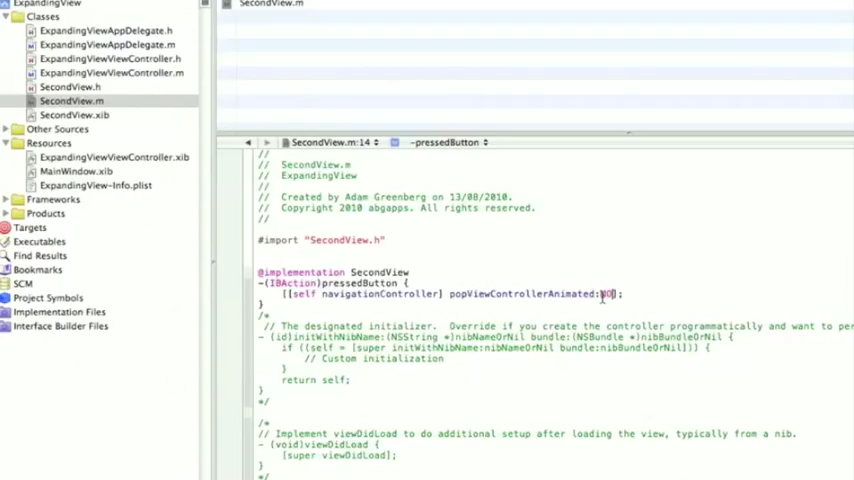 ExpandingView
Classes
ExpandingViewAppDelegate.h
ExpandingViewAppDelegate.m
ExpandingViewViewController.h
ExpandingViewViewController.m
SecondView.h
SecondView.m
SecondView.xib
Other Sources
Resources
ExpandingViewViewController.xib
MainWindow.xib
ExpandingView-Info.plist
Frameworks
Products
Targets
Executables
Find Results
Bookmarks
SCM
Project Symbols
Implementation Files
Interface Builder Files
SecondView.m
SecondView.m:14 -pressedButton
//
// SecondView.m
// ExpandingView
//
// Created by Adam Greenberg on 13/08/2010.
// Copyright 2010 abgapps. All rights reserved.
//
#import "SecondView.h"
@implementation SecondView
-(IBAction)pressedButton {
[[self navigationController] popViewControllerAnimated:NO];
}
/*
// The designated initializer. Override if you create the controller programmatically and want to per
- (id)initWithNibName:(NSString *)nibNameOrNil bundle:(NSBundle *)nibBundleOrNil {
if ((self = [super initWithNibName:nibNameOrNil bundle:nibBundleOrNil])) {
// Custom initialization
}
return self;
}
*/
/*
// Implement viewDidLoad to do additional setup after loading the view, typically from a nib.
- (void)viewDidLoad {
[super viewDidLoad];
}
*/